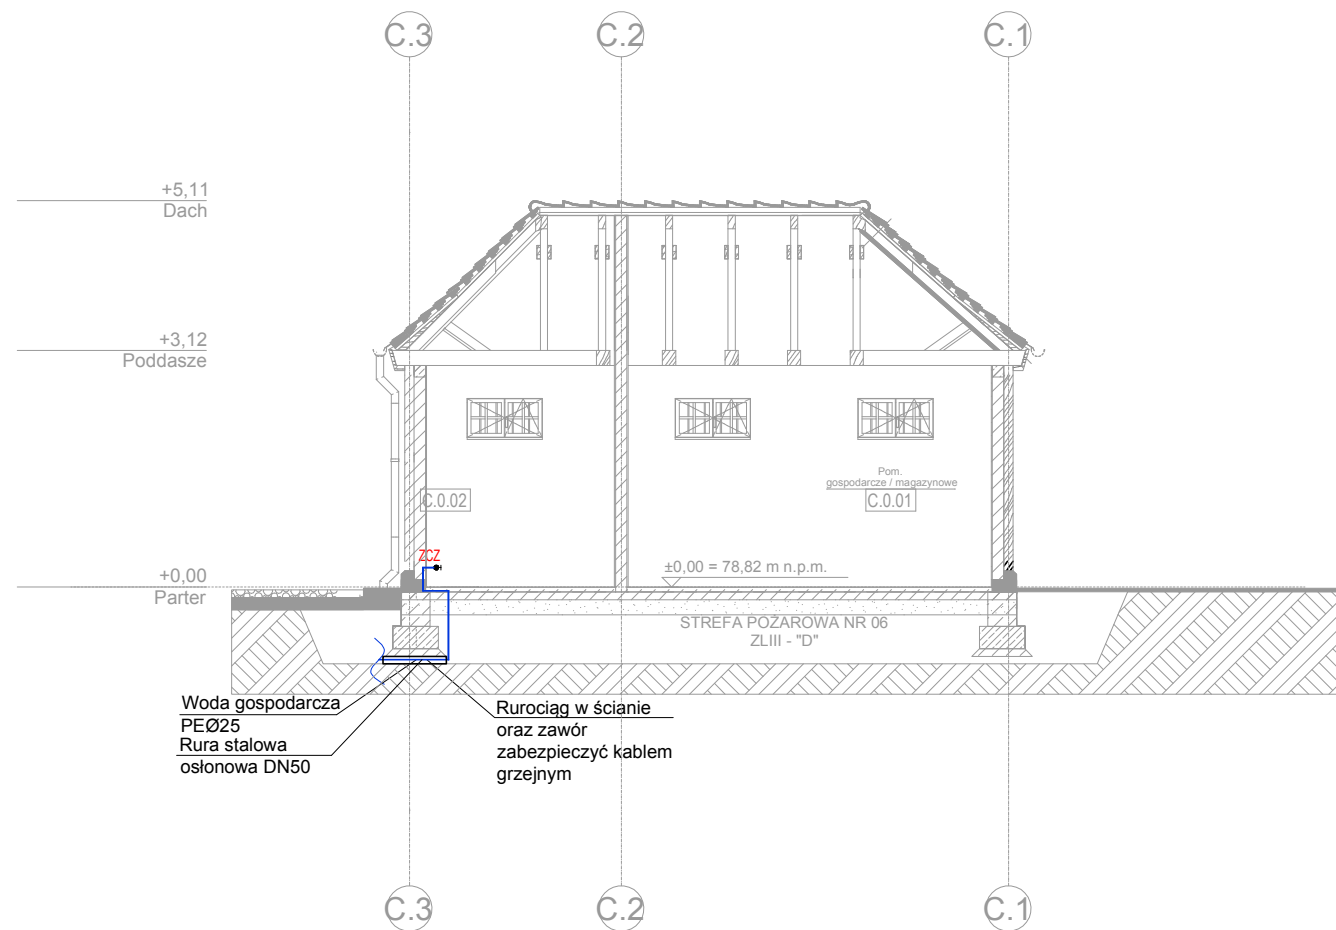 C.3
C.2
C.1
+5,11
Dach
+3,12
Poddasze
Pom.
gospodarcze / magazynowe
C.0.02
C.0.01
ZCZ
±0,00 = 78,82 m n.p.m.
+0,00
Parter
STREFA POŻAROWA NR 06
ZLIII - "D"
Woda gospodarcza
PEØ25
Rura stalowa
osłonowa DN50
Rurociąg w ścianie
oraz zawór
zabezpieczyć kablem
grzejnym
C.3
C.2
C.1